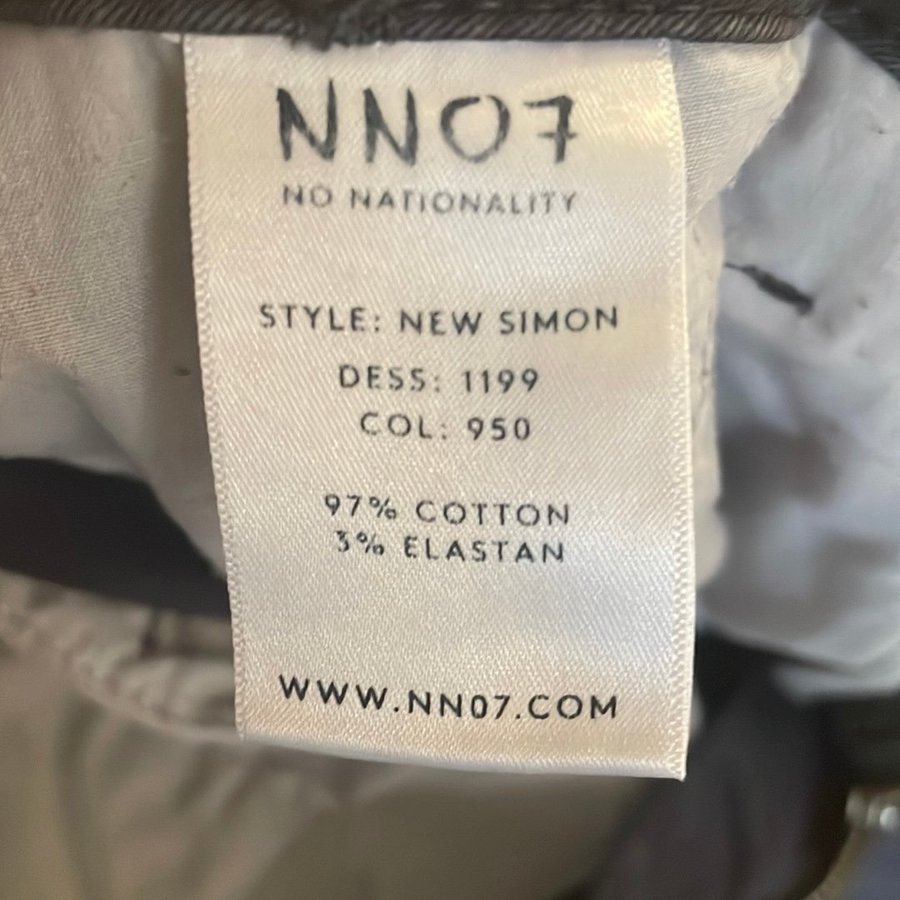 NN07
NO NATIONALITY
STYLE: NEW SIMON
DESS: 1199
COL: 950
97% COTTON
3% ELASTAN
WWW.NN07.COM